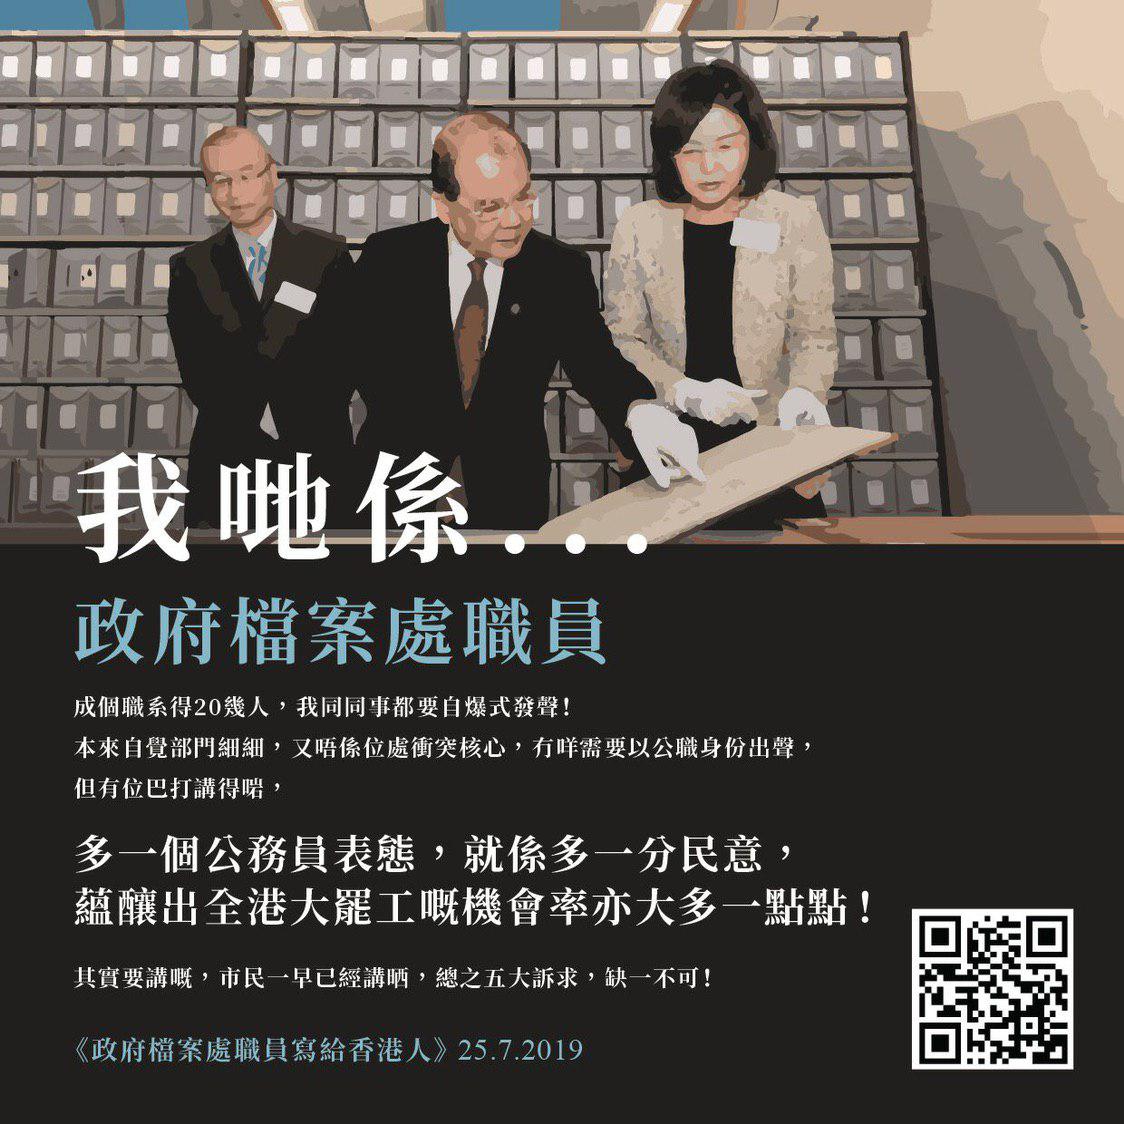 我哋係...
政府檔案處職員
成個職系得20幾人，我同同事都要自爆式發聲！
本來自覺部門細細，又唔係位處衝突核心，冇咩需要以公職身份出聲，
但有位巴打講得啱，
多一個公務員表態，就係多一分民意，
蘊釀出全港大罷工嘅機會率亦大多一點點！
其實要講嘅，市民一早已經講晒，總之五大訴求，缺一不可！
《政府檔案處職員寫給香港人》25.7.2019